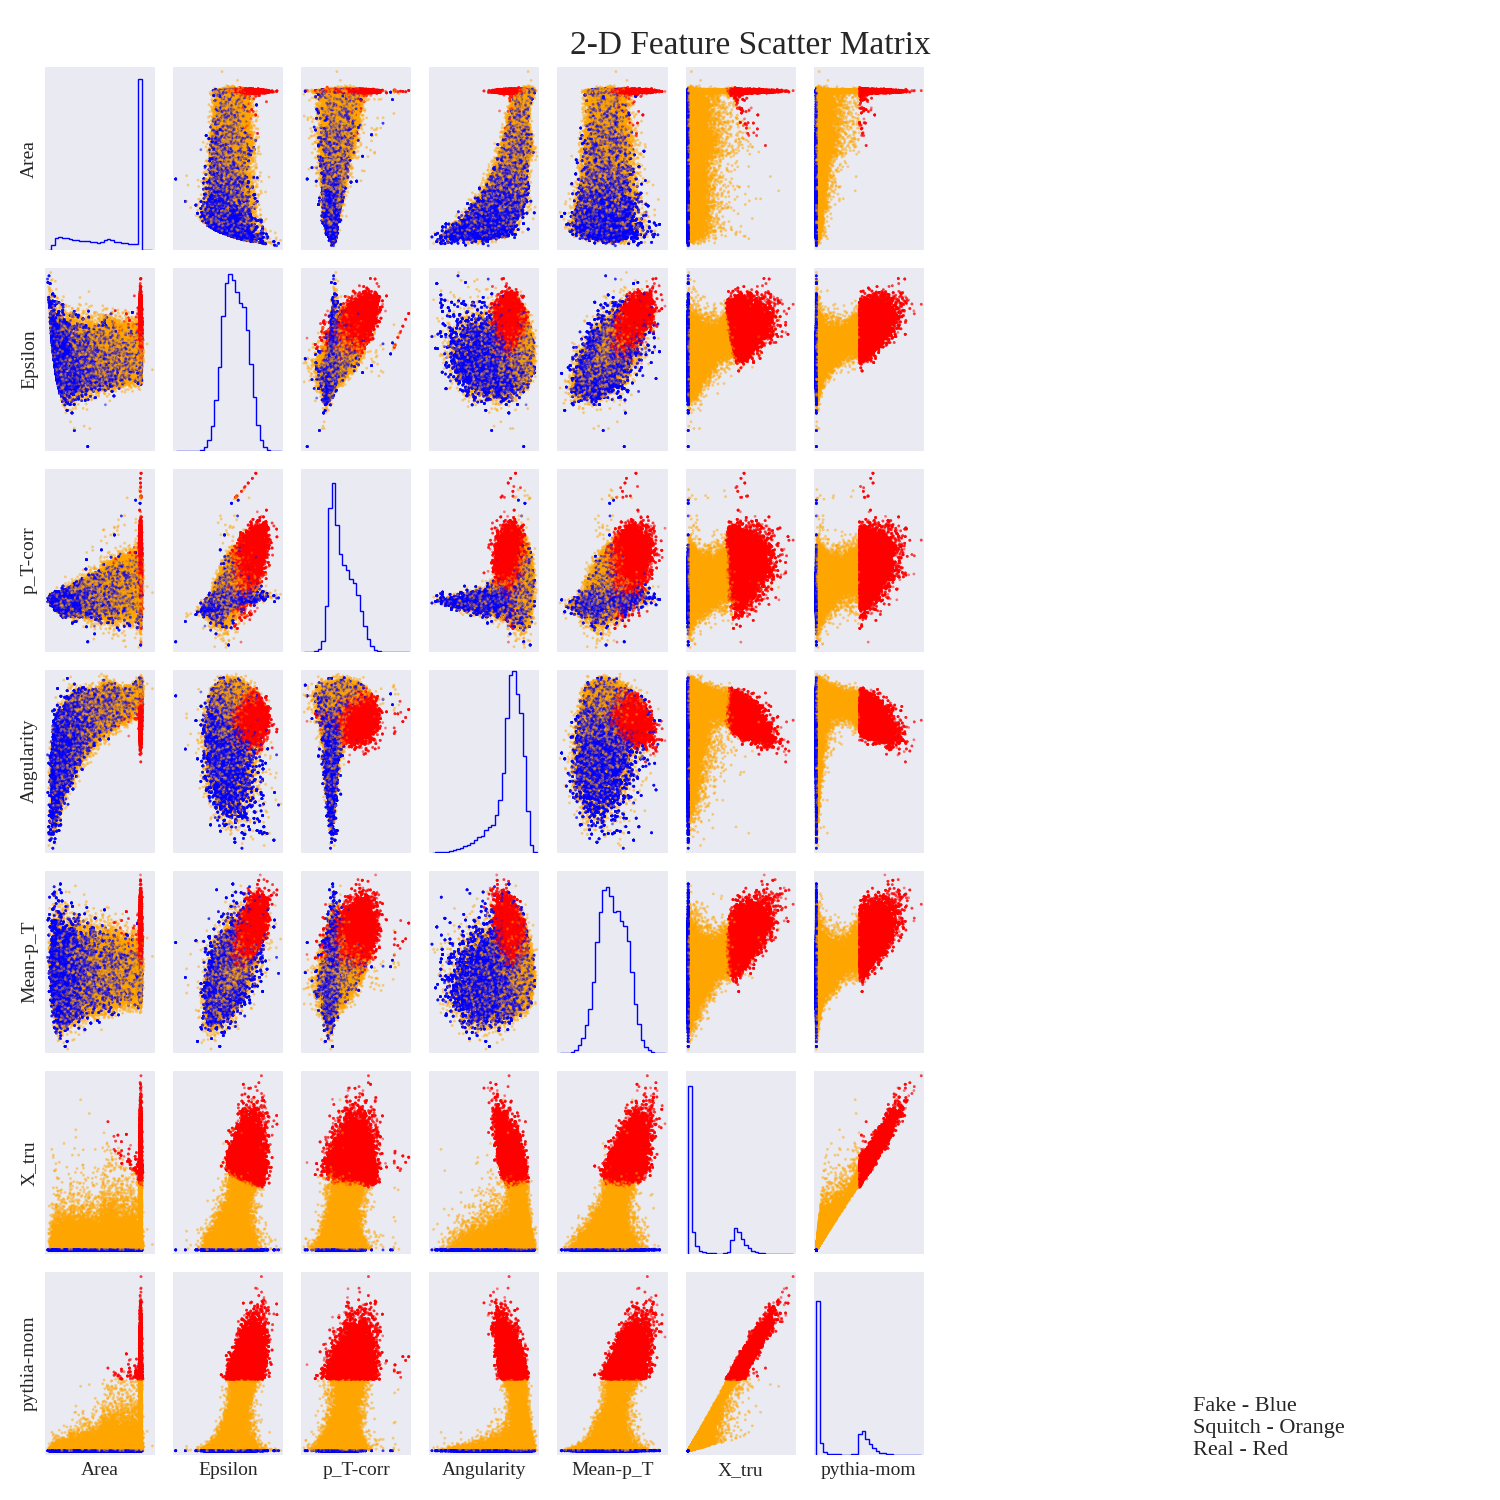 2-D Feature Scatter Matrix
Area
Epsilon
p_T-corr
Angularity
Mean-p_T
X_tru
pythia-mom
Area
Epsilon
p_T-corr
Angularity
Mean-p_T
X_tru
pythia-mom
Fake - Blue
Squitch - Orange
Real - Red